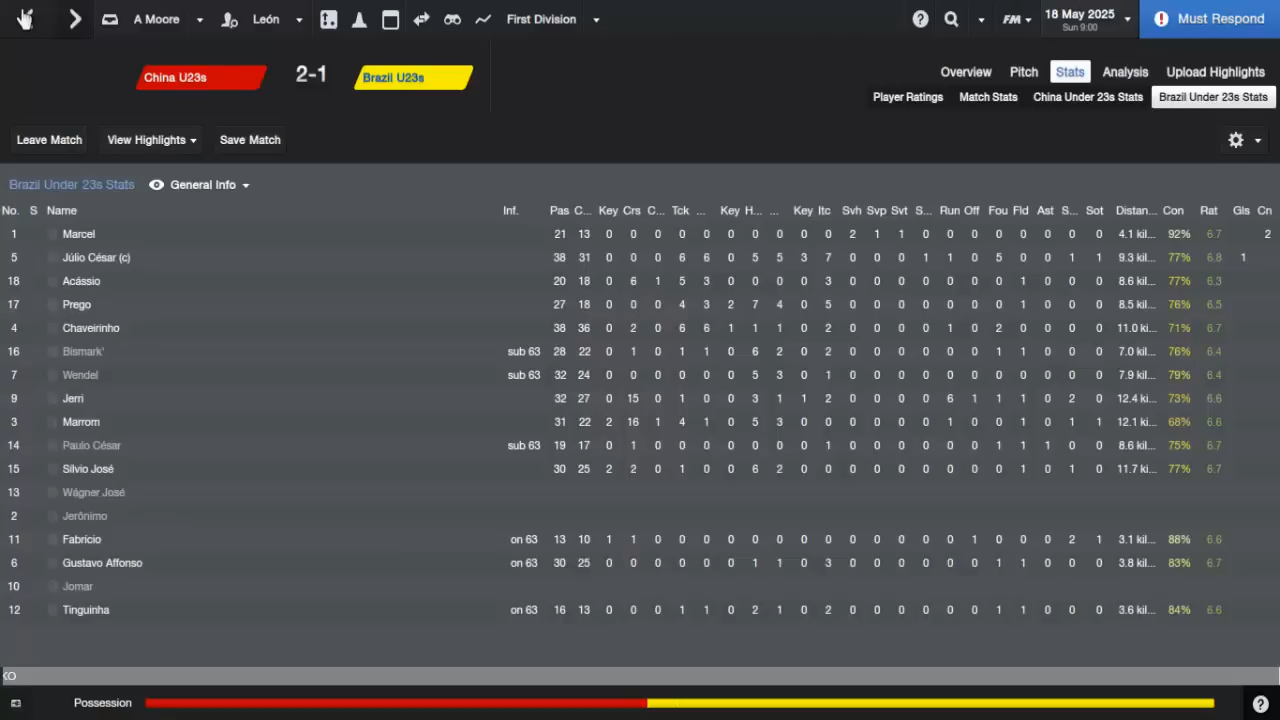 A Moore León First Division FM 18 May 2025 Sun 9:00 Must Respond
China U23s 2-1 Brazil U23s
Overview Pitch Stats Analysis Upload Highlights
Player Ratings Match Stats China Under 23s Stats Brazil Under 23s Stats
Leave Match View Highlights Save Match
Brazil Under 23s Stats General Info
No. S Name Inf. Pas C... Key Crs C... Tck ... Key H... ... Key Itc Svh Svp Svt S... Run Off Fou Fld Ast S... Sot Distan... Con Rat Gls Cn
1 Marcel 21 13 0 0 0 0 0 0 0 0 0 0 2 1 1 0 0 0 0 0 0 0 0 4.1 kil... 92% 6.7 2
5 Júlio César (c) 38 31 0 0 0 6 6 0 5 5 3 7 0 0 0 1 1 0 5 0 0 1 1 9.3 kil... 77% 6.8 1
18 Acássio 20 18 0 6 1 5 3 0 0 0 0 3 0 0 0 0 0 0 0 1 0 0 0 8.6 kil... 77% 6.3
17 Prego 27 18 0 0 0 4 3 2 7 4 0 5 0 0 0 0 0 0 0 1 0 0 0 8.5 kil... 76% 6.5
4 Chaveirinho 38 36 0 2 0 6 6 1 1 1 0 2 0 0 0 0 1 0 2 0 0 0 0 11.0 ki... 71% 6.7
16 Bismark' sub 63 28 22 0 1 0 1 1 0 6 2 0 2 0 0 0 0 0 0 1 1 0 0 0 7.0 kil... 76% 6.4
7 Wendel sub 63 32 24 0 0 0 0 0 0 5 3 0 1 0 0 0 0 0 0 0 0 0 0 0 7.9 kil... 79% 6.4
9 Jerri 32 27 0 15 0 1 0 0 3 1 1 2 0 0 0 0 6 1 1 1 0 2 0 12.4 ki... 73% 6.6
3 Marrom 31 22 2 16 1 4 1 0 5 3 0 0 0 0 0 0 1 0 0 1 0 1 1 12.1 ki... 68% 6.6
14 Paulo César sub 63 19 17 0 1 0 0 0 0 0 0 0 0 0 0 0 0 0 0 1 1 1 0 0 8.6 kil... 75% 6.7
15 Sílvio José 30 25 2 2 0 1 0 0 6 2 0 0 0 0 0 0 0 0 0 1 0 1 0 11.7 ki... 77% 6.7
13 Wágner José
2 Jerônimo
11 Fabrício on 63 13 10 1 1 0 0 0 0 0 0 0 0 0 0 0 0 0 1 0 0 0 2 1 3.1 kil... 88% 6.6
6 Gustavo Affonso on 63 30 25 0 0 0 0 0 0 1 1 0 3 0 0 0 0 0 0 1 1 0 0 0 3.8 kil... 83% 6.7
10 Jomar
12 Tinguinha on 63 16 13 0 0 0 1 1 0 2 1 0 2 0 0 0 0 0 0 1 1 0 0 0 3.6 kil... 84% 6.6
KO
Possession